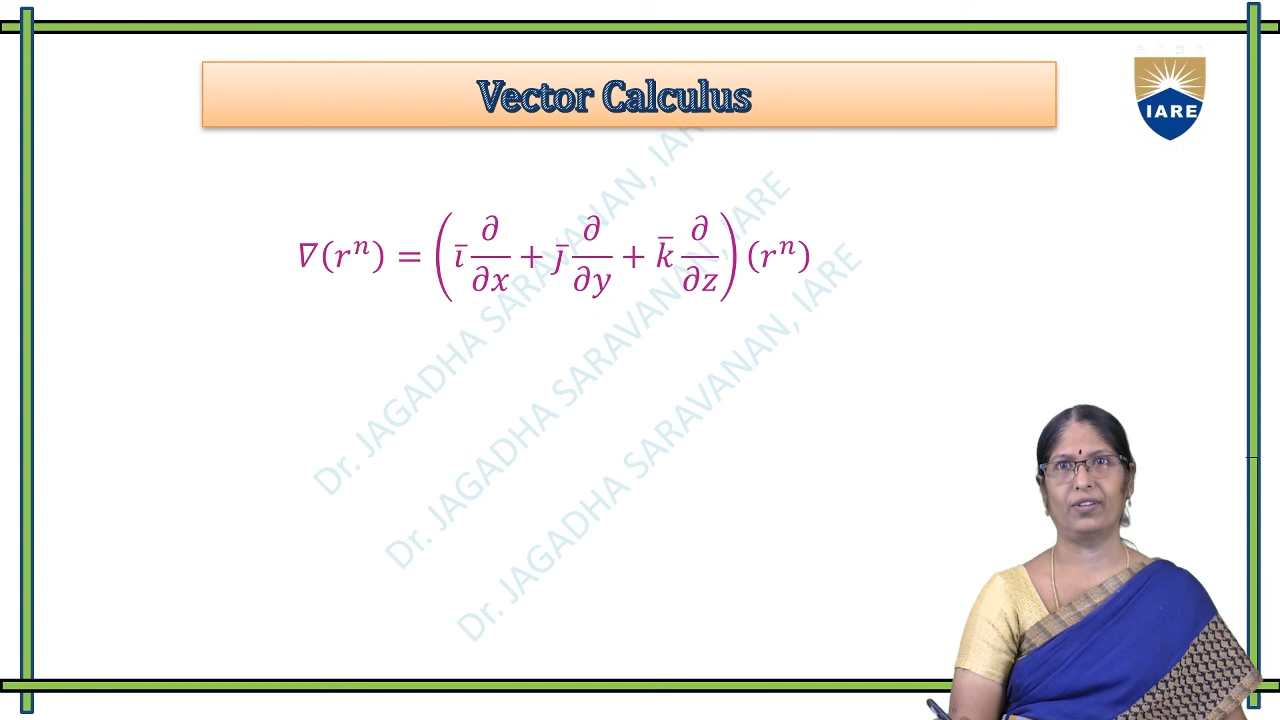 Vector Calculus
IARE
∇(rⁿ) = (ī ∂/∂x + j̄ ∂/∂y + k̄ ∂/∂z) (rⁿ)
Dr. JAGADHA SARAVANAN, IARE
Dr. JAGADHA SARAVANAN, IARE
Dr. JAGADHA SARAVANAN, IARE